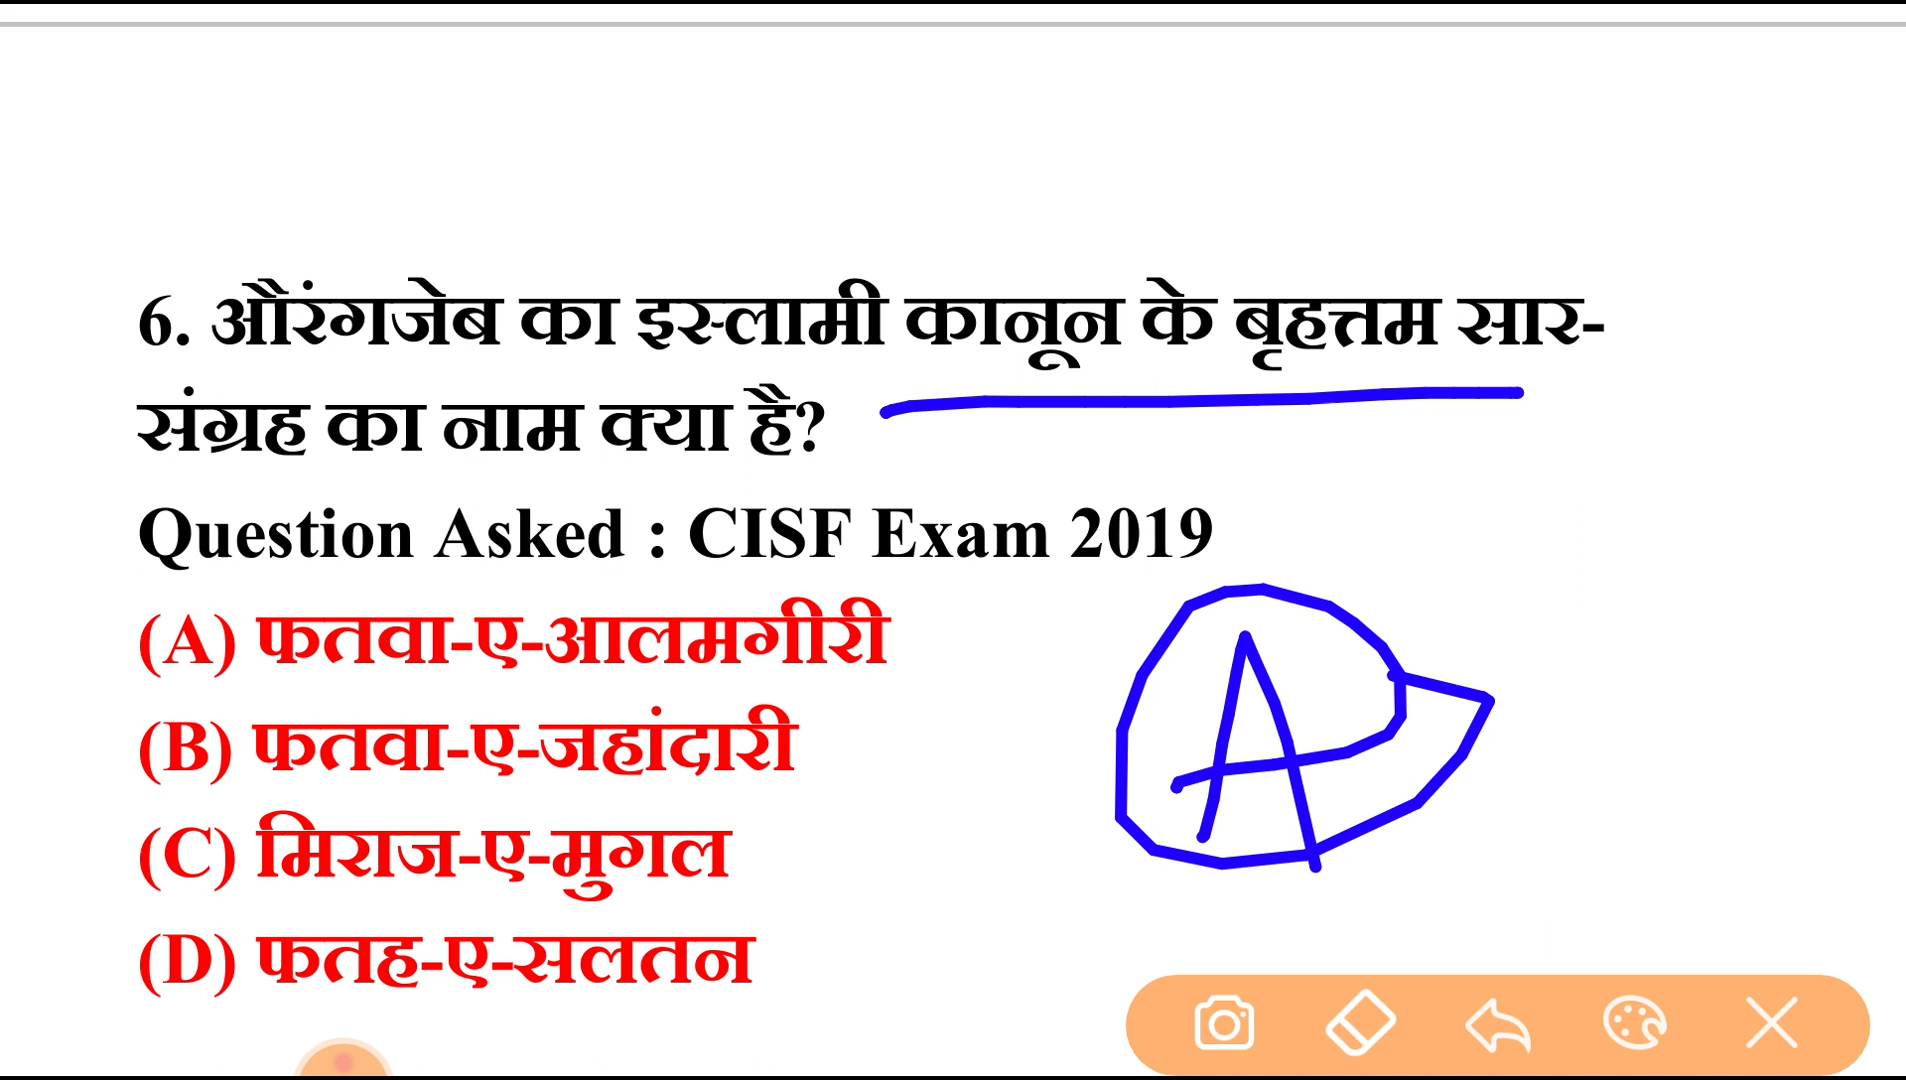 6. औरंगजेब का इस्लामी कानून के बृहत्तम सार-
संग्रह का नाम क्या है?
Question Asked : CISF Exam 2019
(A) फतवा-ए-आलमगीरी
(B) फतवा-ए-जहांदारी
(C) मिराज-ए-मुगल
(D) फतह-ए-सलतन
A